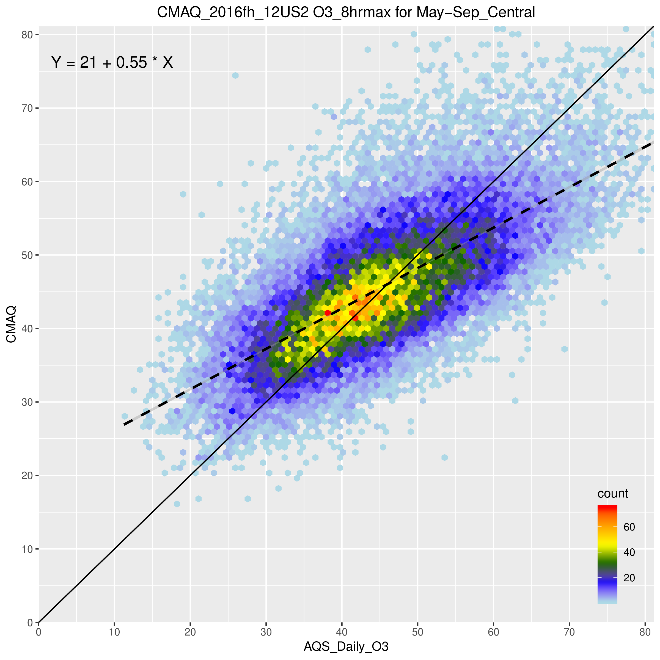 CMAQ_2016fh_12US2 O3_8hrmax for May−Sep_Central
Y = 21 + 0.55 * X
80
70
60
50
40
30
20
10
0
CMAQ
count
60
40
20
0 10 20 30 40 50 60 70 80
AQS_Daily_O3